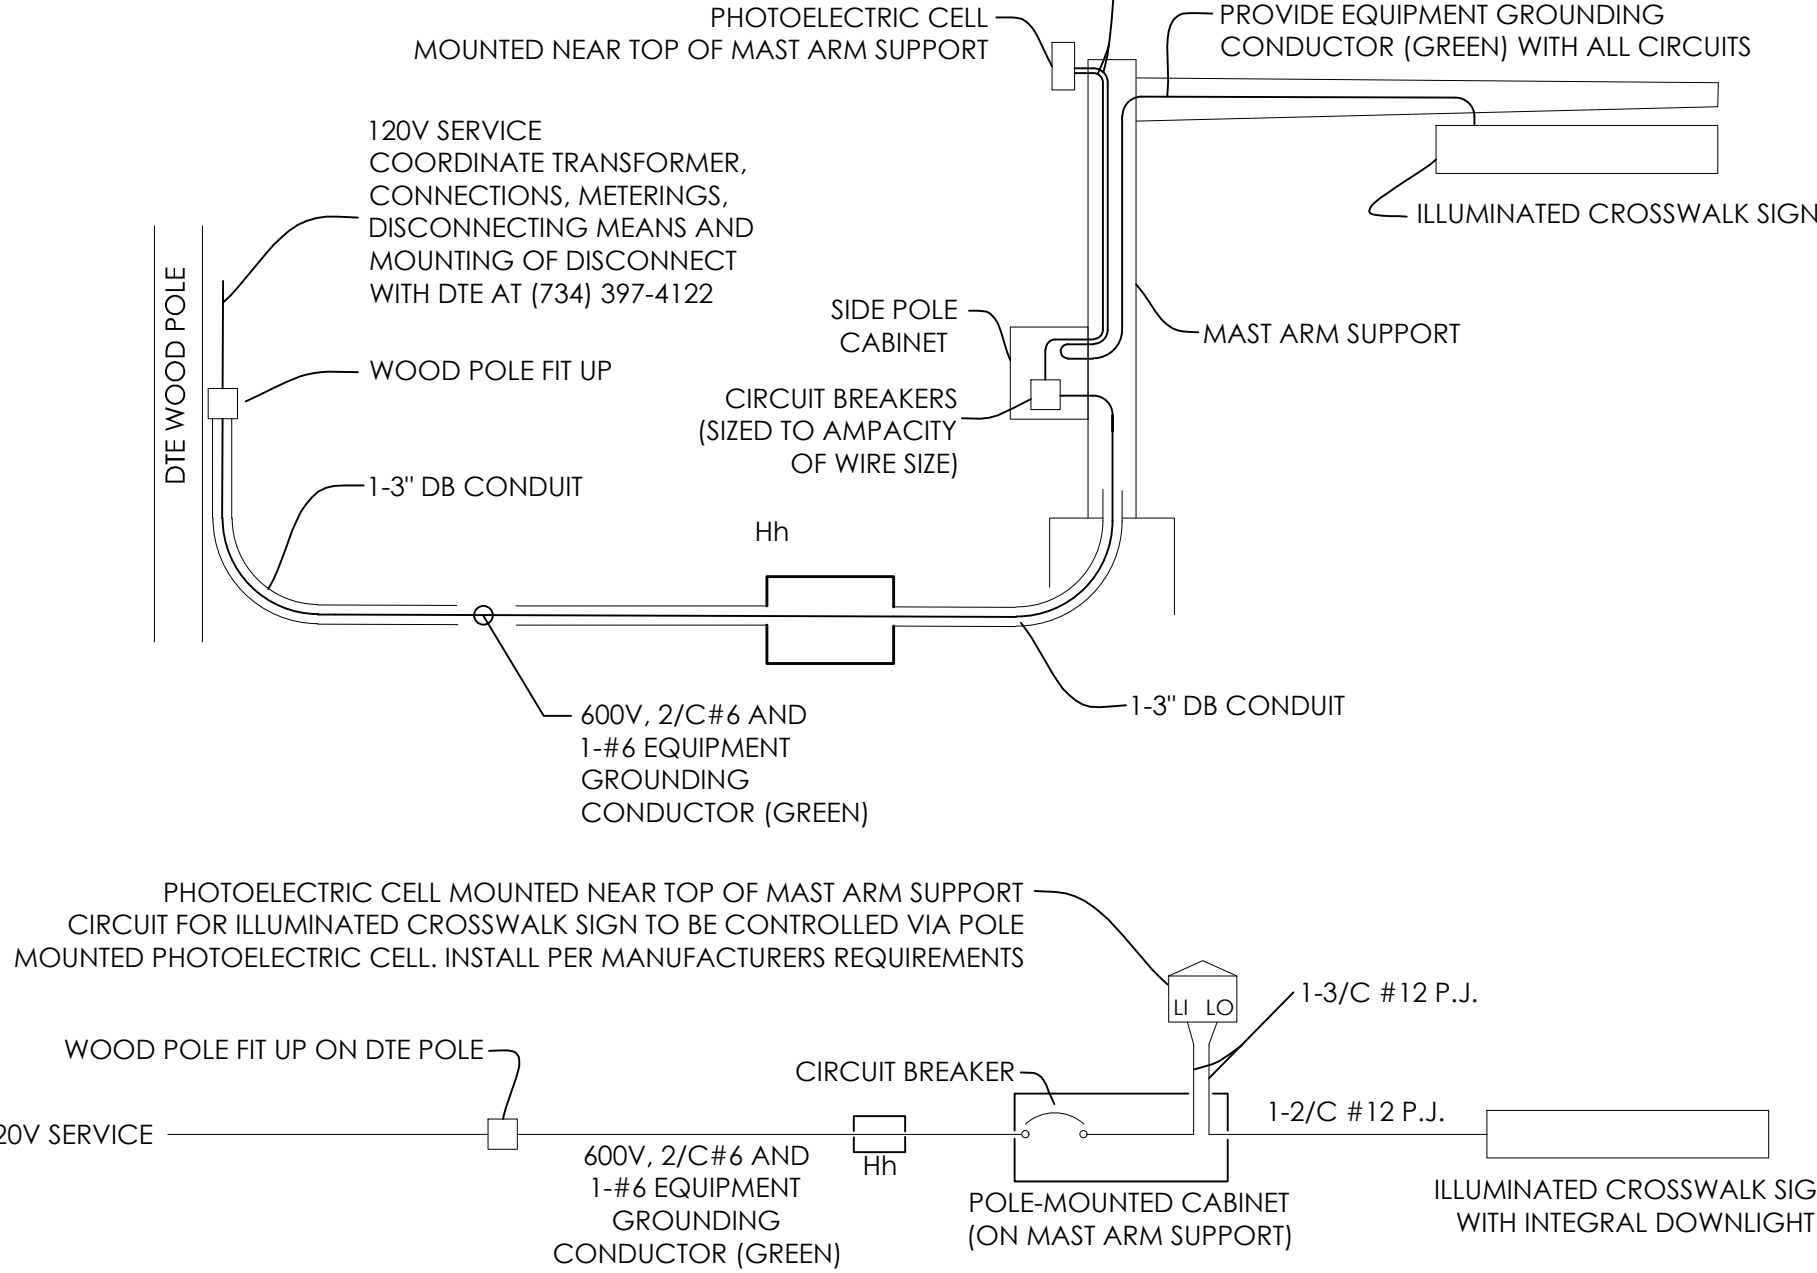 PHOTOELECTRIC CELL
MOUNTED NEAR TOP OF MAST ARM SUPPORT
PROVIDE EQUIPMENT GROUNDING
CONDUCTOR (GREEN) WITH ALL CIRCUITS
120V SERVICE
COORDINATE TRANSFORMER,
CONNECTIONS, METERINGS,
DISCONNECTING MEANS AND
MOUNTING OF DISCONNECT
WITH DTE AT (734) 397-4122
ILLUMINATED CROSSWALK SIGN
DTE WOOD POLE
SIDE POLE
CABINET
MAST ARM SUPPORT
WOOD POLE FIT UP
CIRCUIT BREAKERS
(SIZED TO AMPACITY
OF WIRE SIZE)
1-3" DB CONDUIT
Hh
600V, 2/C#6 AND
1-#6 EQUIPMENT
GROUNDING
CONDUCTOR (GREEN)
1-3" DB CONDUIT
PHOTOELECTRIC CELL MOUNTED NEAR TOP OF MAST ARM SUPPORT
CIRCUIT FOR ILLUMINATED CROSSWALK SIGN TO BE CONTROLLED VIA POLE
MOUNTED PHOTOELECTRIC CELL. INSTALL PER MANUFACTURERS REQUIREMENTS
LI LO
1-3/C #12 P.J.
WOOD POLE FIT UP ON DTE POLE
CIRCUIT BREAKER
1-2/C #12 P.J.
20V SERVICE
600V, 2/C#6 AND
1-#6 EQUIPMENT
GROUNDING
CONDUCTOR (GREEN)
Hh
POLE-MOUNTED CABINET
(ON MAST ARM SUPPORT)
ILLUMINATED CROSSWALK SIG
WITH INTEGRAL DOWNLIGHT